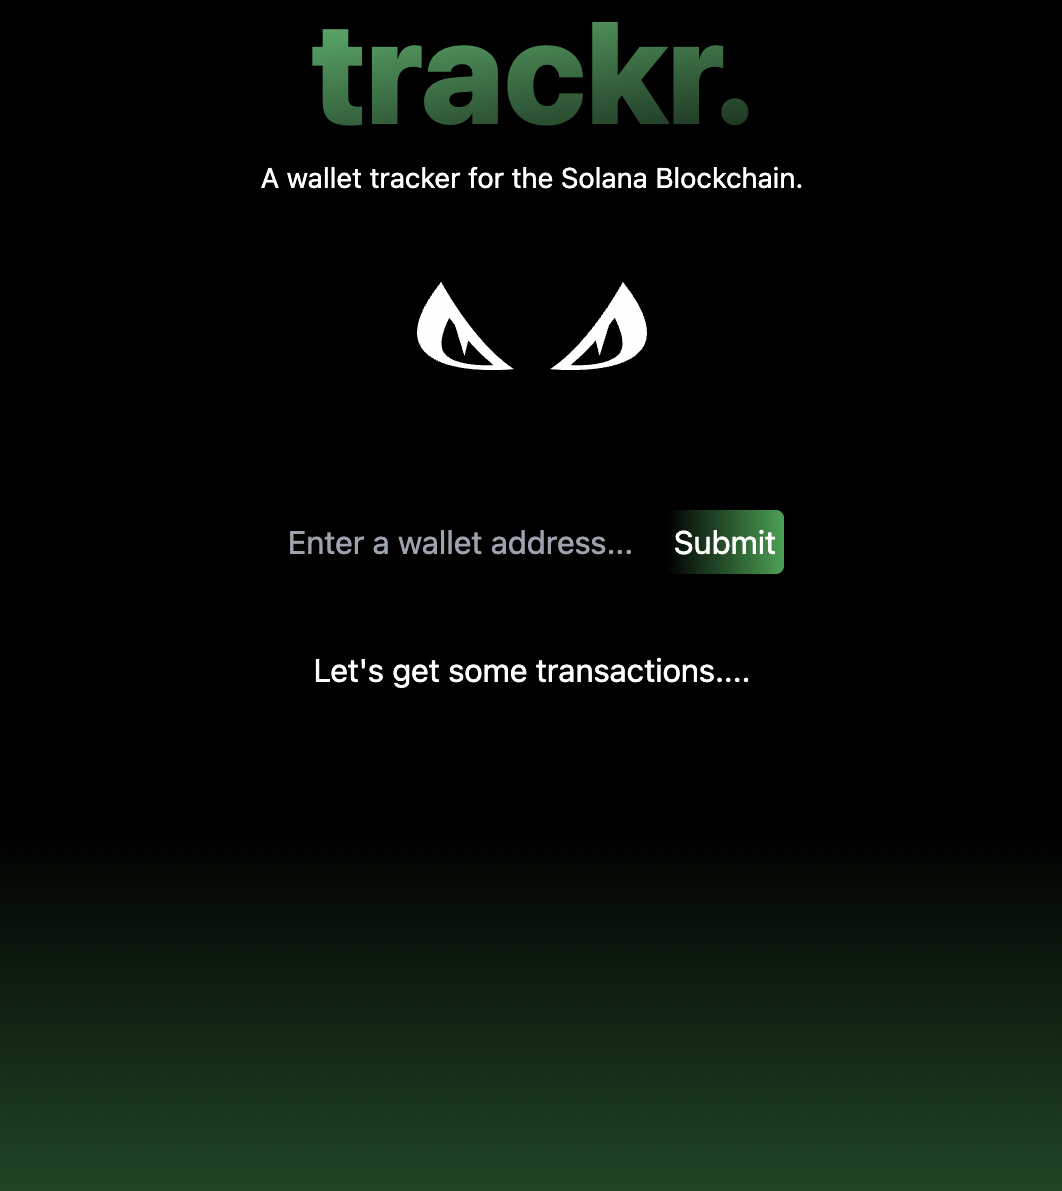 trackr.
A wallet tracker for the Solana Blockchain.
Enter a wallet address...
Submit
Let's get some transactions....